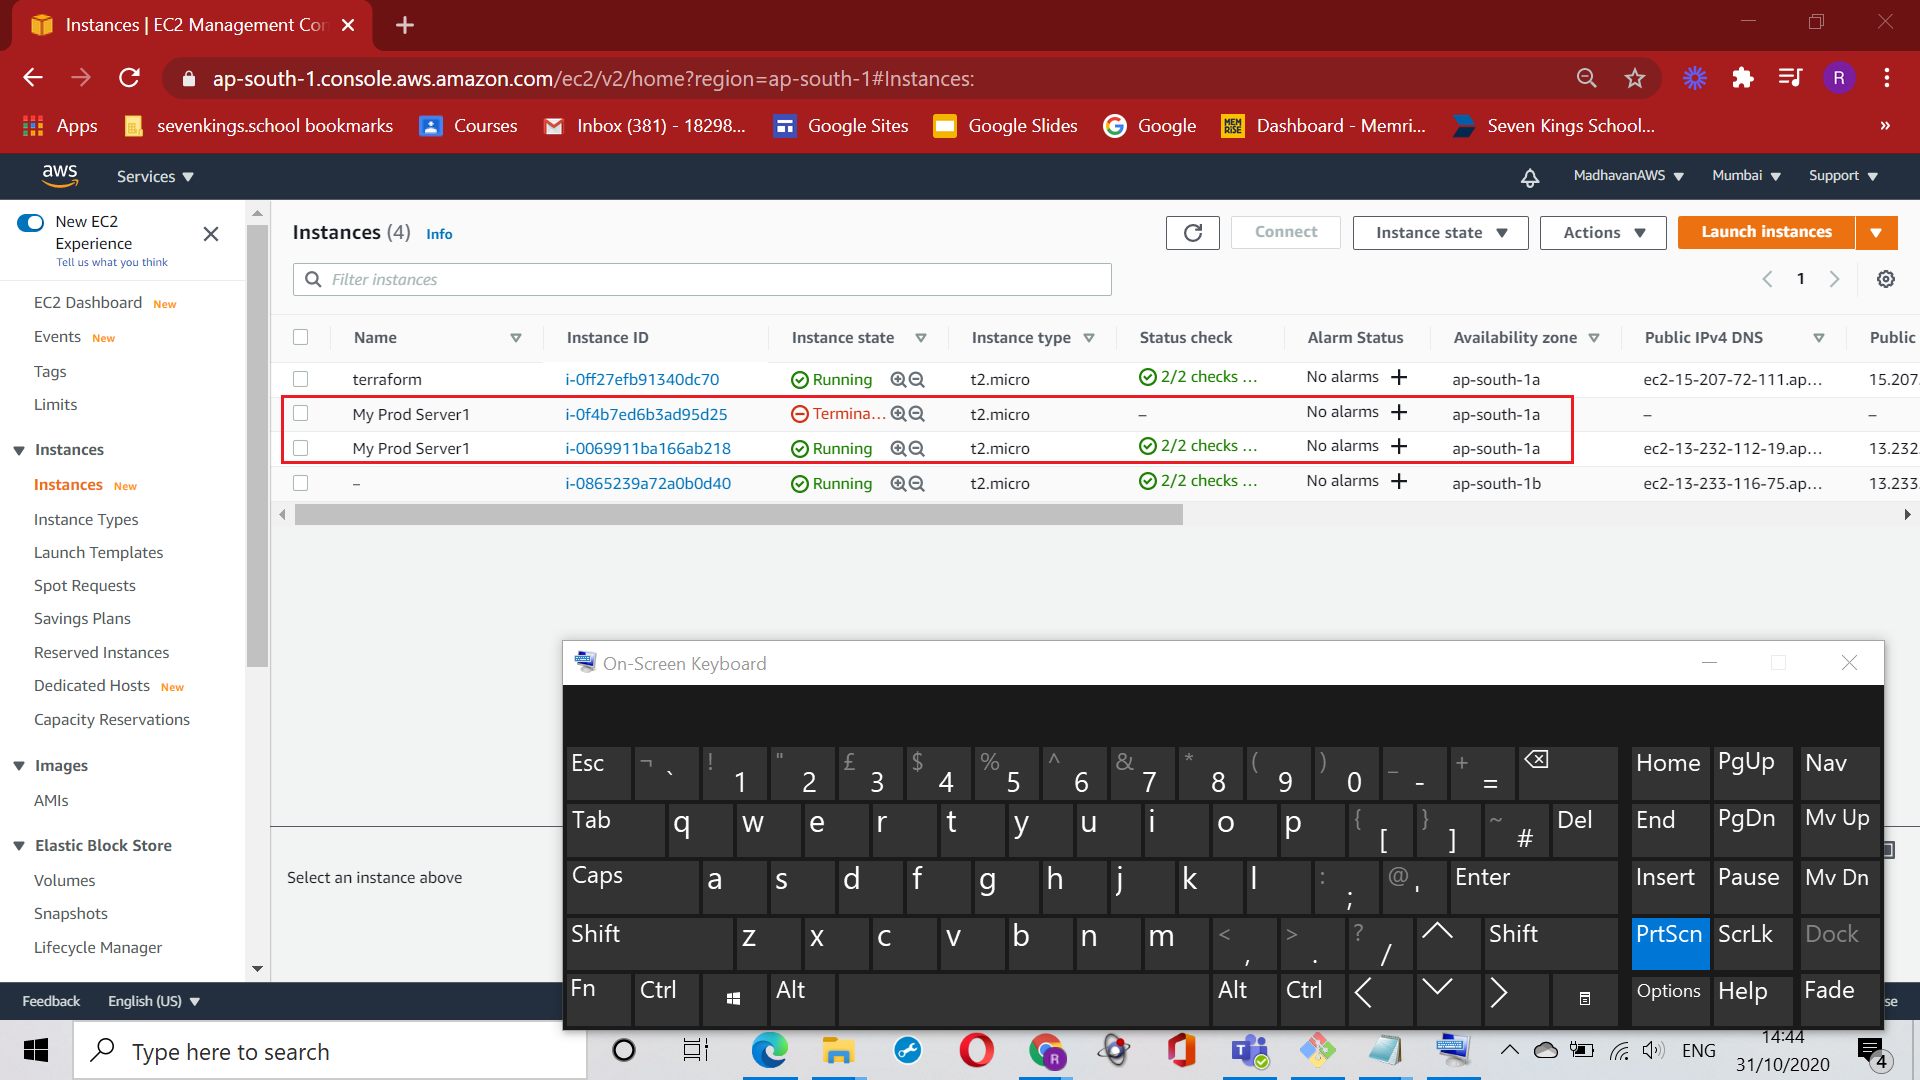 Instances | EC2 Management Con
ap-south-1.console.aws.amazon.com/ec2/v2/home?region=ap-south-1#Instances:
R
Apps sevenkings.school bookmarks Courses Inbox (381) - 18298... Google Sites Google Slides Google Dashboard - Memri... Seven Kings School... »
aws Services MadhavanAWS Mumbai Support
New EC2 Experience
Tell us what you think
EC2 Dashboard New
Events New
Tags
Limits
Instances
Instances New
Instance Types
Launch Templates
Spot Requests
Savings Plans
Reserved Instances
Dedicated Hosts New
Capacity Reservations
Images
AMIs
Elastic Block Store
Volumes
Snapshots
Lifecycle Manager
Instances (4) Info
Connect Instance state Actions Launch instances
Filter instances
1
Name Instance ID Instance state Instance type Status check Alarm Status Availability zone Public IPv4 DNS Public
terraform i-0ff27efb91340dc70 Running t2.micro 2/2 checks ... No alarms + ap-south-1a ec2-15-207-72-111.ap... 15.207.
My Prod Server1 i-0f4b7ed6b3ad95d25 Termina... t2.micro – No alarms + ap-south-1a – –
My Prod Server1 i-0069911ba166ab218 Running t2.micro 2/2 checks ... No alarms + ap-south-1a ec2-13-232-112-19.ap... 13.232.
– i-0865239a72a0b0d40 Running t2.micro 2/2 checks ... No alarms + ap-south-1b ec2-13-233-116-75.ap... 13.233.
Select an instance above
On-Screen Keyboard
Esc ¬ ` ! 1 " 2 £ 3 $ 4 % 5 ^ 6 & 7 * 8 ( 9 ) 0 _ - + = Home PgUp Nav
Tab q w e r t y u i o p { [ } ] ~ # Del End PgDn Mv Up
Caps a s d f g h j k l : ; @ ' Enter Insert Pause Mv Dn
Shift z x c v b n m < , > . ? / Shift PrtScn ScrLk Dock
Fn Ctrl Alt Alt Ctrl Options Help Fade
Feedback English (US) se
Type here to search
ENG
14:44
31/10/2020
4